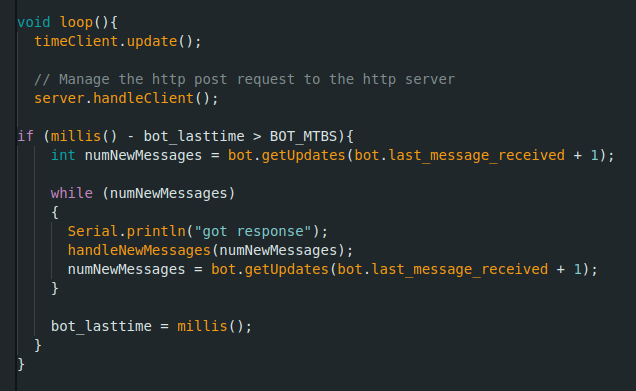 void loop(){
  timeClient.update();

  // Manage the http post request to the http server
  server.handleClient();

if (millis() - bot_lasttime > BOT_MTBS){
    int numNewMessages = bot.getUpdates(bot.last_message_received + 1);

    while (numNewMessages)
    {
      Serial.println("got response");
      handleNewMessages(numNewMessages);
      numNewMessages = bot.getUpdates(bot.last_message_received + 1);
    }

    bot_lasttime = millis();
  }
}